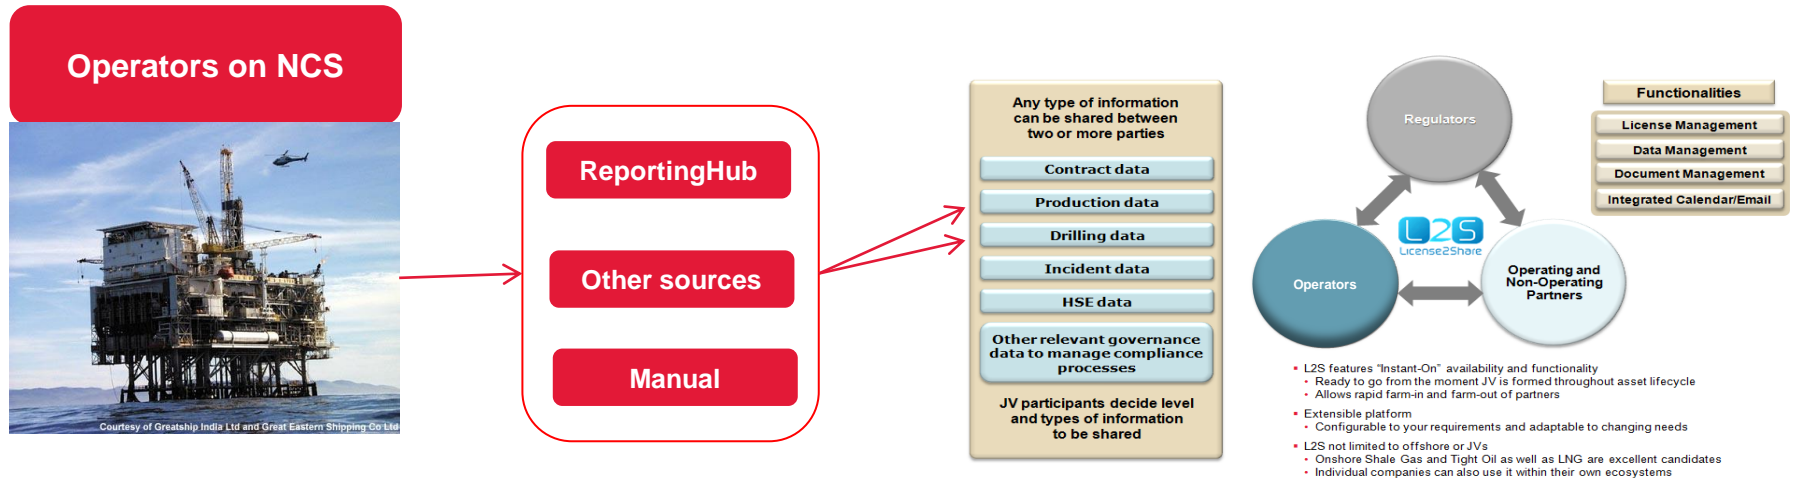 Operators on NCS
Courtesy of Greatship India Ltd and Great Eastern Shipping Co Ltd
ReportingHub
Other sources
Manual
Any type of information
can be shared between
two or more parties
Contract data
Production data
Drilling data
Incident data
HSE data
Other relevant governance
data to manage compliance
processes
JV participants decide level
and types of information
to be shared
Regulators
L2S
License2Share
Operators
Operating and
Non-Operating
Partners
Functionalities
License Management
Data Management
Document Management
Integrated Calendar/Email
▪ L2S features "Instant-On" availability and functionality
• Ready to go from the moment JV is formed throughout asset lifecycle
• Allows rapid farm-in and farm-out of partners
▪ Extensible platform
• Configurable to your requirements and adaptable to changing needs
▪ L2S not limited to offshore or JVs
• Onshore Shale Gas and Tight Oil as well as LNG are excellent candidates
• Individual companies can also use it within their own ecosystems